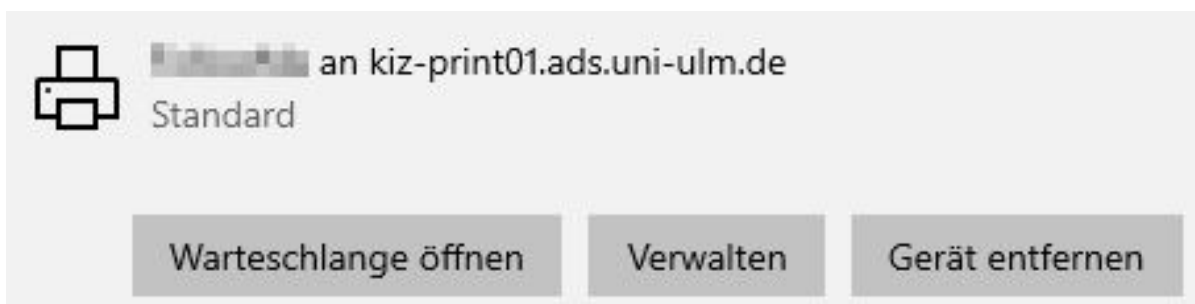 an kiz-print01.ads.uni-ulm.de
Standard
Warteschlange öffnen Verwalten Gerät entfernen